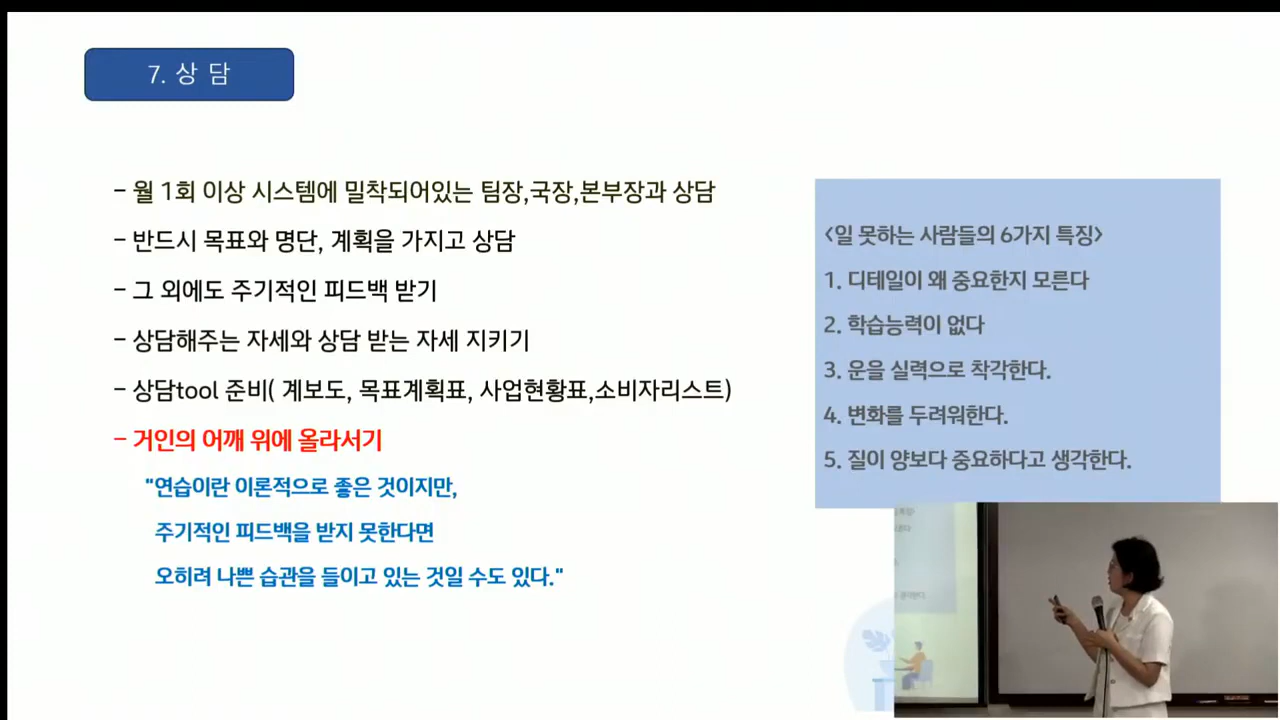 7. 상 담
- 월 1회 이상 시스템에 밀착되어있는 팀장,국장,본부장과 상담
- 반드시 목표와 명단, 계획을 가지고 상담
- 그 외에도 주기적인 피드백 받기
- 상담해주는 자세와 상담 받는 자세 지키기
- 상담tool 준비( 계보도, 목표계획표, 사업현황표,소비자리스트)
- 거인의 어깨 위에 올라서기
"연습이란 이론적으로 좋은 것이지만,
주기적인 피드백을 받지 못한다면
오히려 나쁜 습관을 들이고 있는 것일 수도 있다."
<일 못하는 사람들의 6가지 특징>
1. 디테일이 왜 중요한지 모른다
2. 학습능력이 없다
3. 운을 실력으로 착각한다.
4. 변화를 두려워한다.
5. 질이 양보다 중요하다고 생각한다.